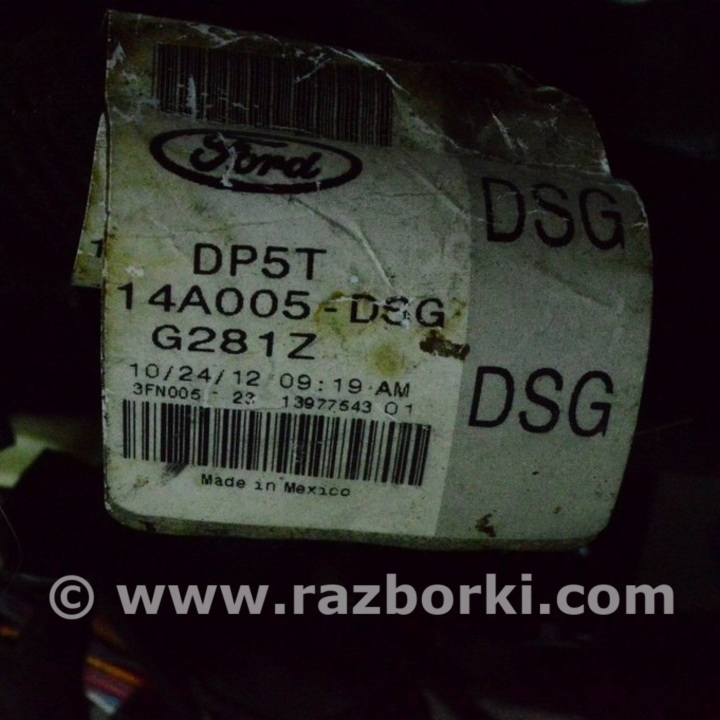 Ford
DSG
DP5T
14A005-DSG
G281Z
10/24/12 09:19 AM
3FN005 - 23 13977543 01
DSG
Made in Mexico
© www.razborki.com